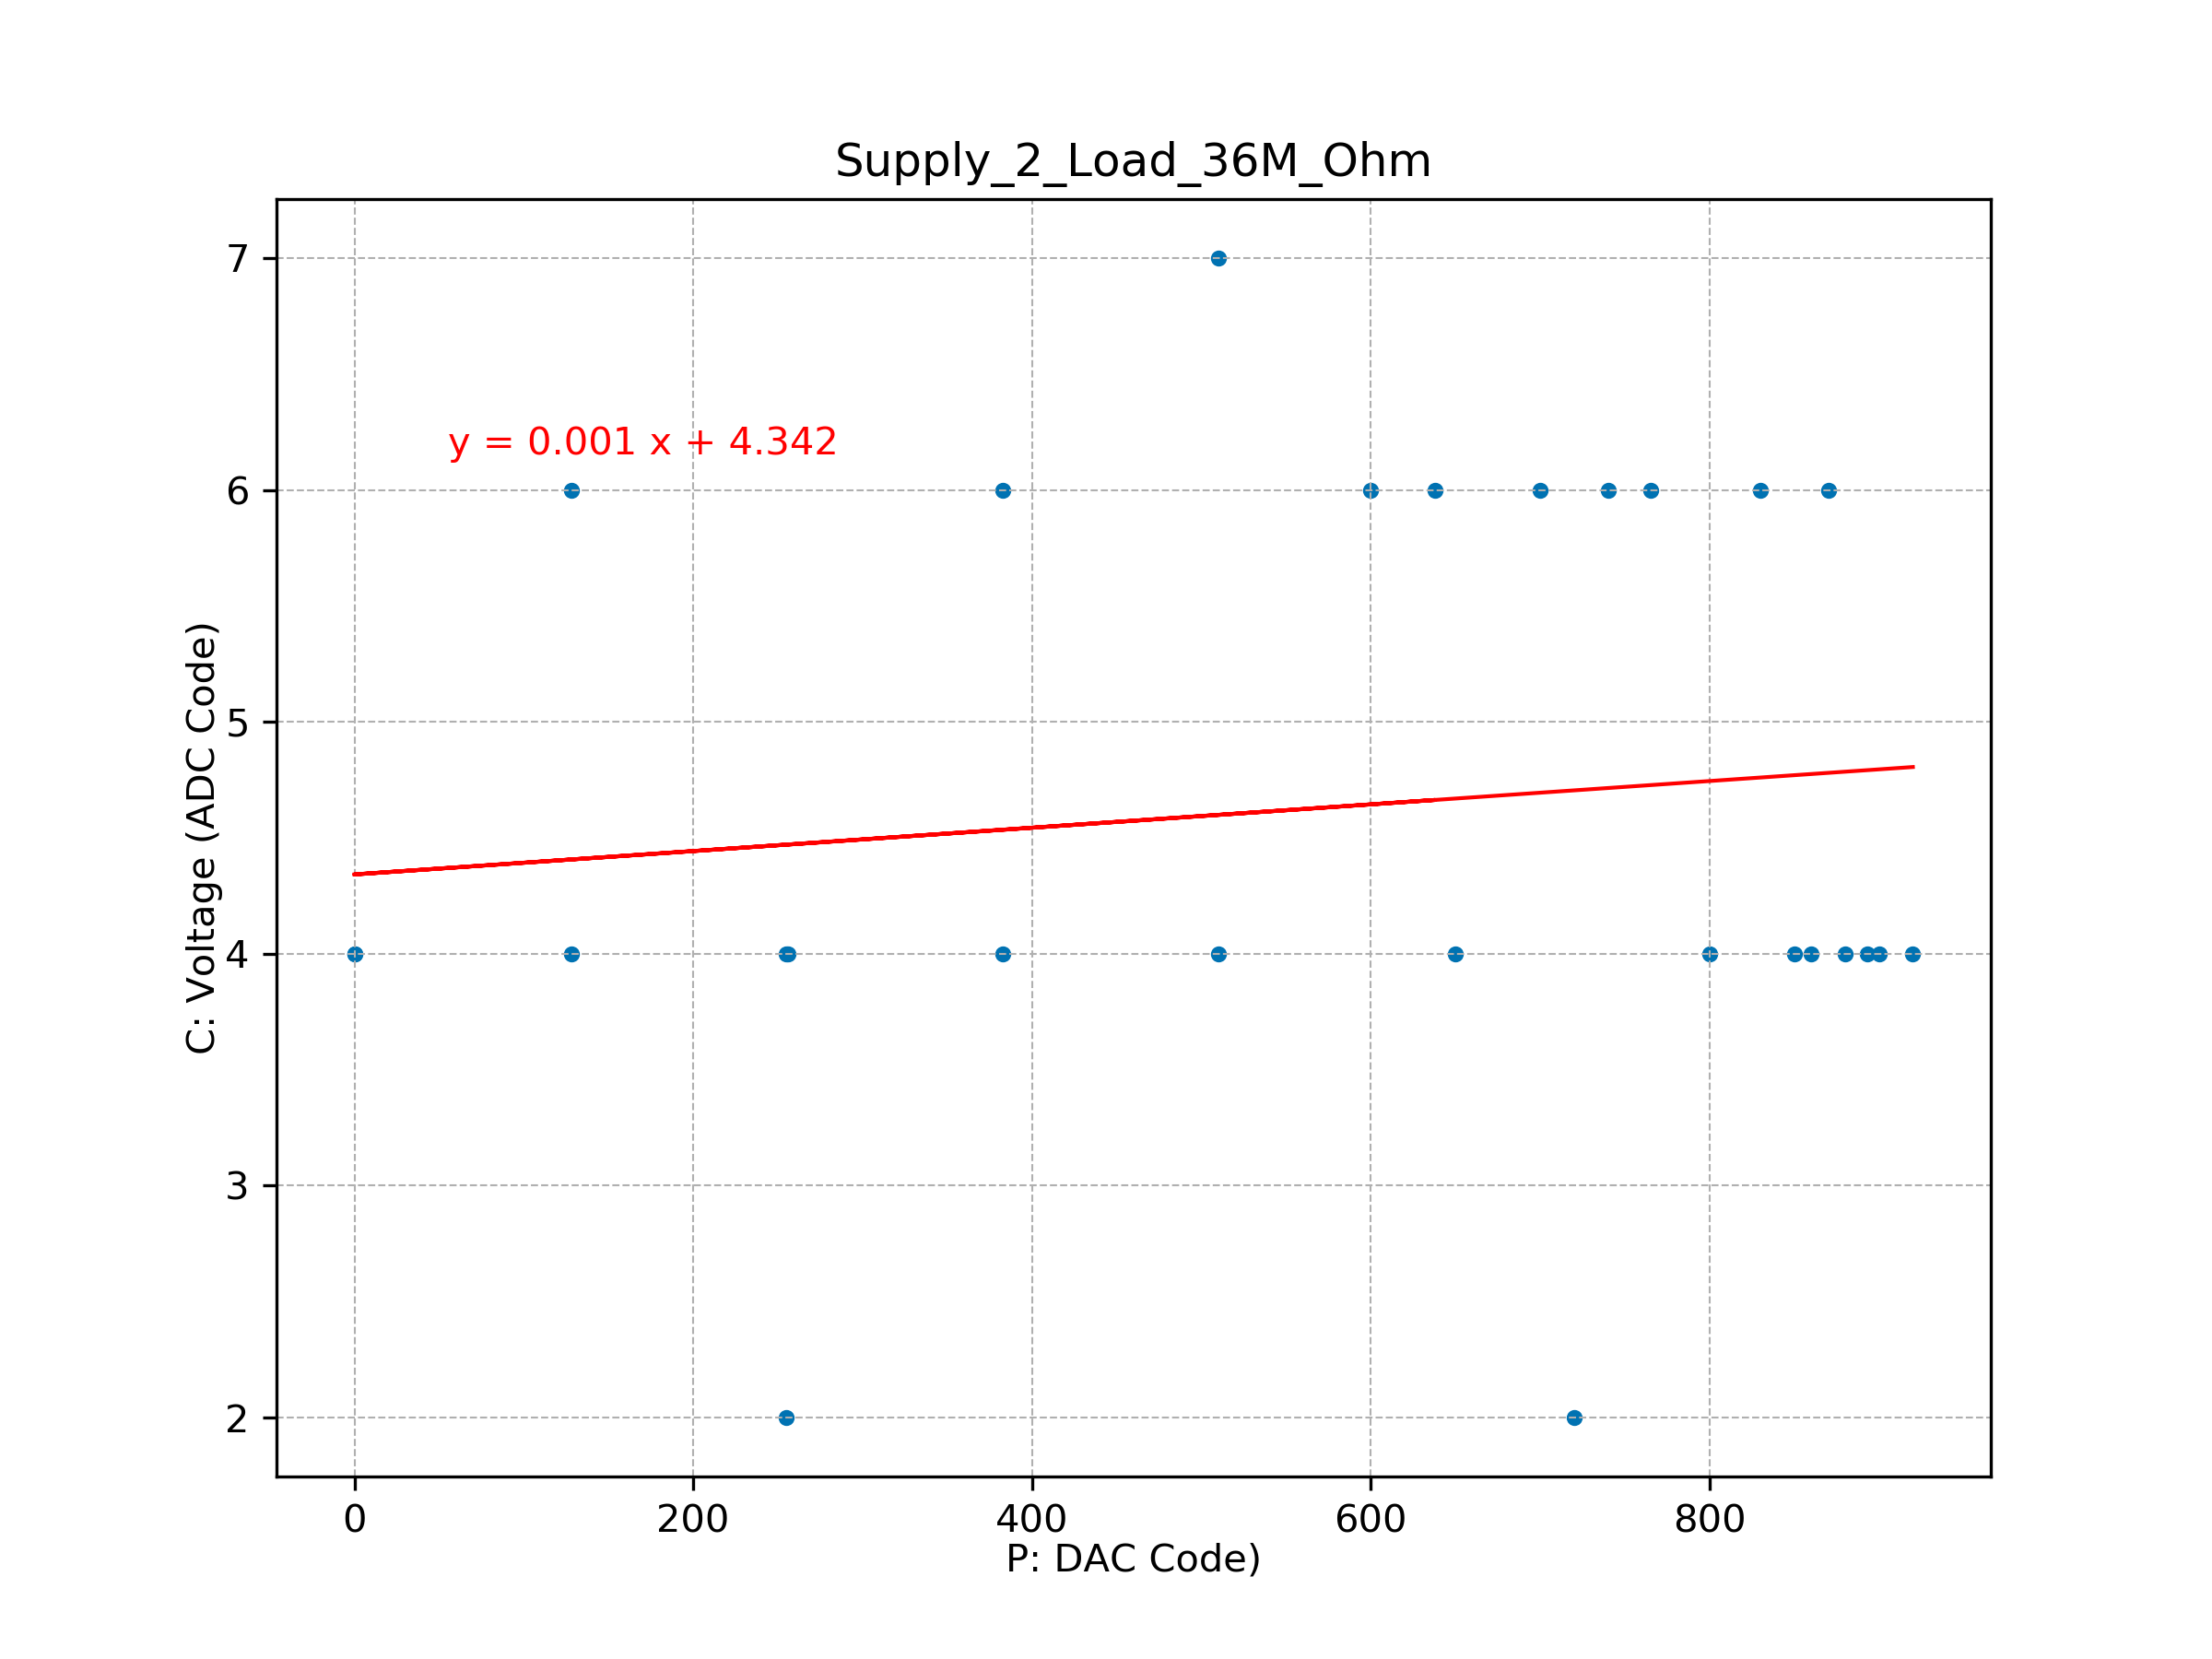 Supply_2_Load_36M_Ohm
y = 0.001 x + 4.342
C: Voltage (ADC Code)
7
6
5
4
3
2
0 200 400 600 800
P: DAC Code)